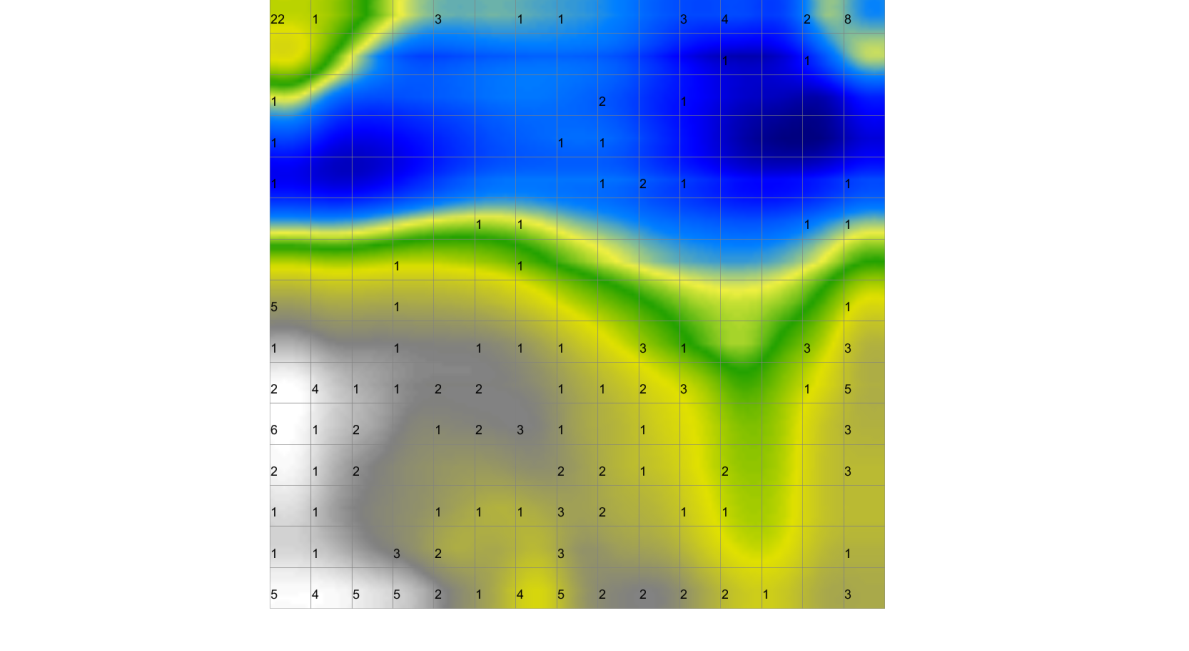 22 1 3 1 1 3 4 2 8
1 1
1 2 1
1 1 1
1 1 2 1 1
1 1 1 1
1 1
5 1 1
1 1 1 1 1 3 1 3 3
2 4 1 1 2 2 1 1 2 3 1 5
6 1 2 1 2 3 1 1 3
2 1 2 2 2 1 2 3
1 1 1 1 1 3 2 1 1
1 1 3 2 3 1
5 4 5 5 2 1 4 5 2 2 2 2 1 3